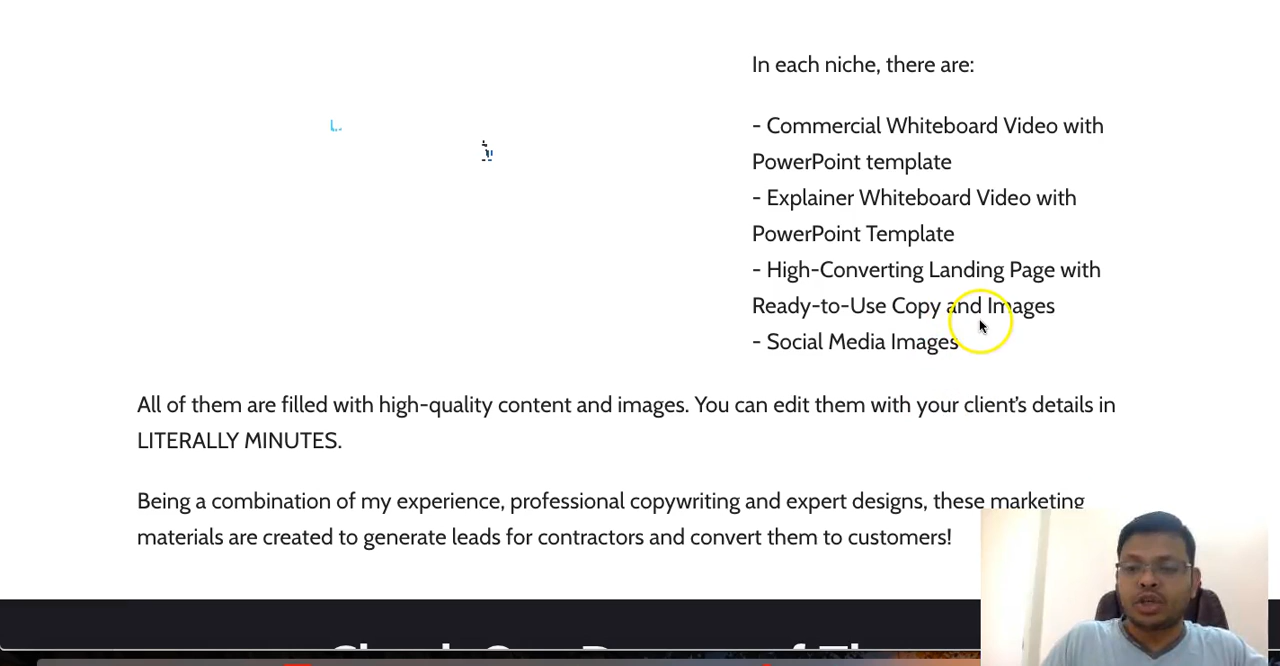 In each niche, there are:
- Commercial Whiteboard Video with
PowerPoint template
- Explainer Whiteboard Video with
PowerPoint Template
- High-Converting Landing Page with
Ready-to-Use Copy and Images
- Social Media Images
All of them are filled with high-quality content and images. You can edit them with your client's details in
LITERALLY MINUTES.
Being a combination of my experience, professional copywriting and expert designs, these marketing
materials are created to generate leads for contractors and convert them to customers!